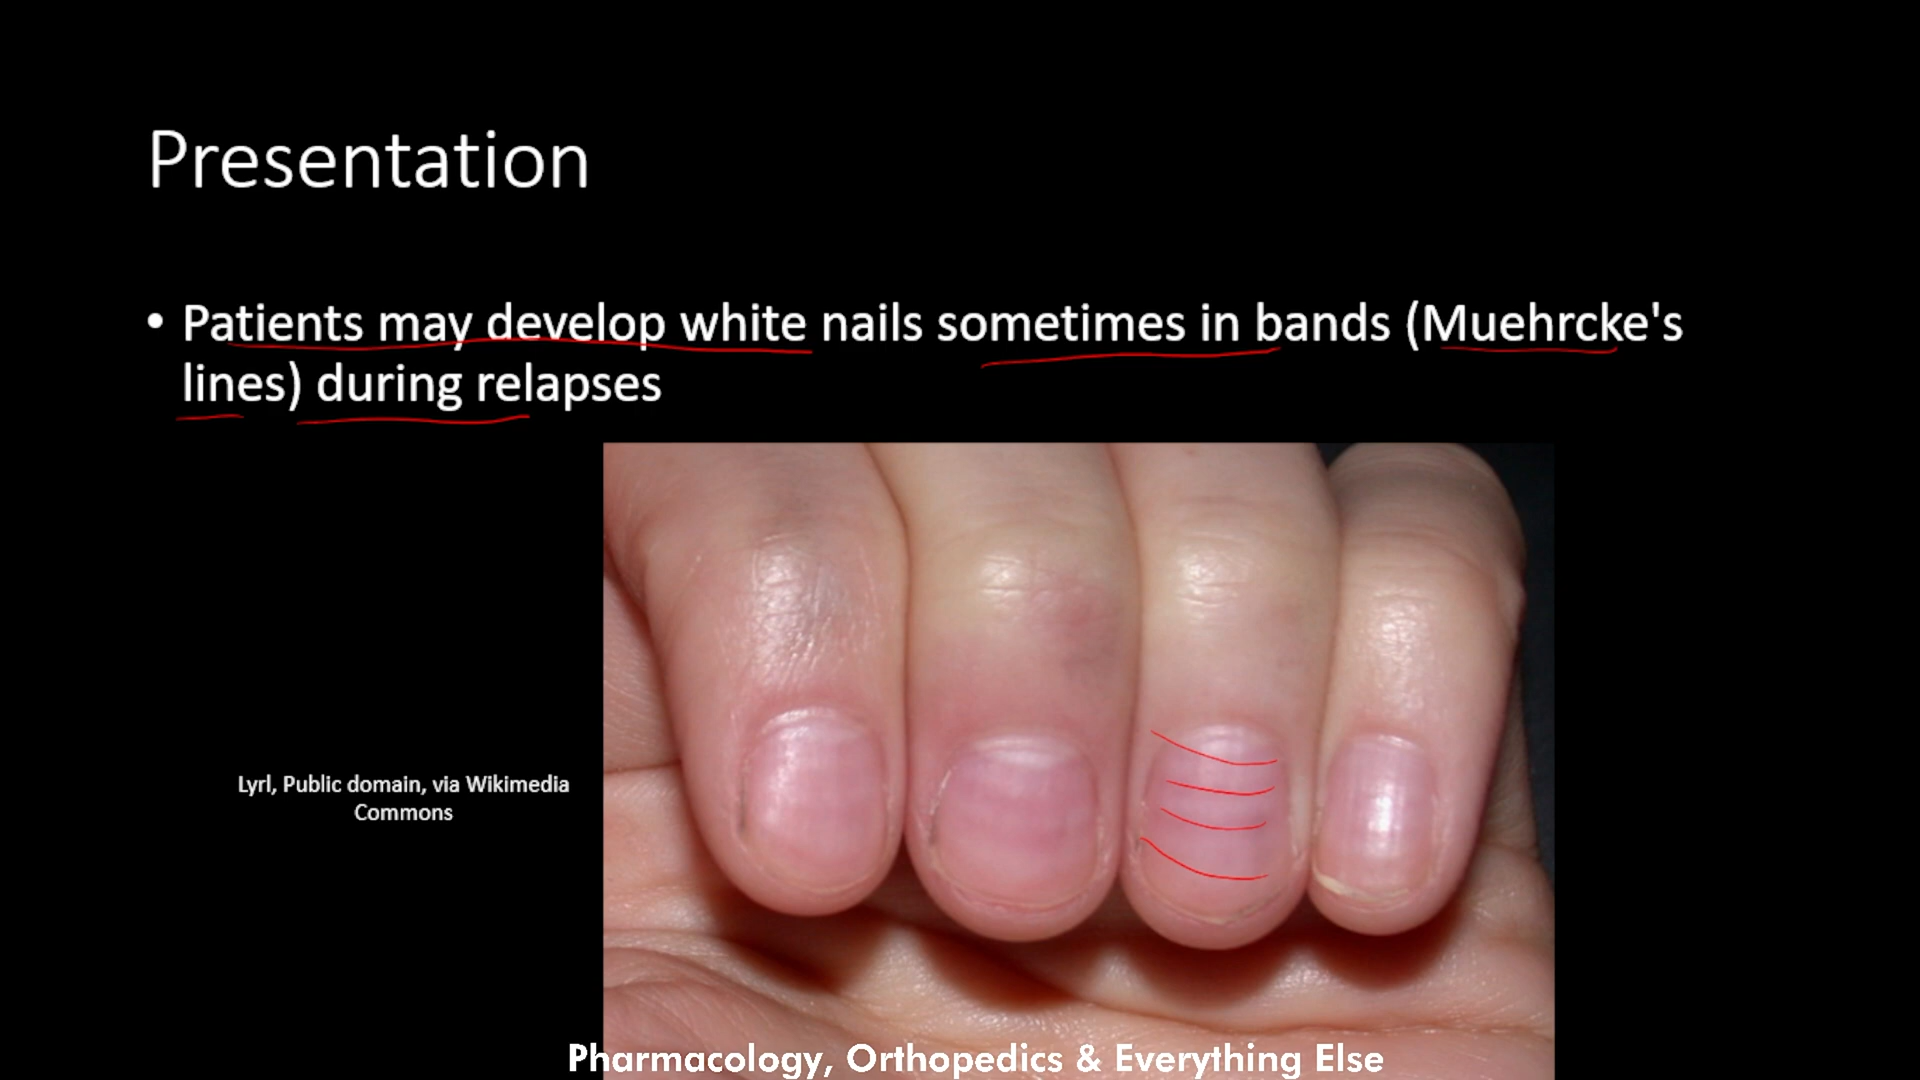 Presentation
• Patients may develop white nails sometimes in bands (Muehrcke's
lines) during relapses
Lyrl, Public domain, via Wikimedia
Commons
Pharmacology, Orthopedics & Everything Else